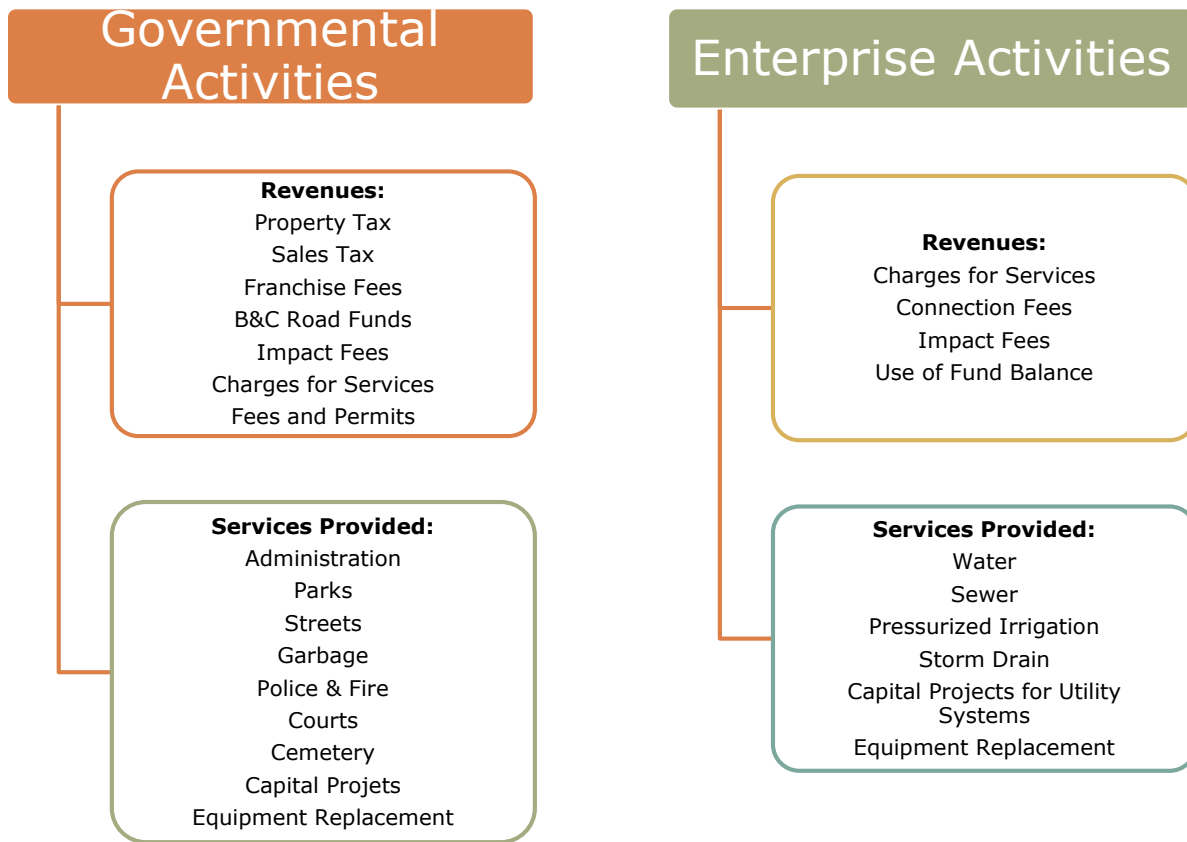 Governmental
Activities
Revenues:
Property Tax
Sales Tax
Franchise Fees
B&C Road Funds
Impact Fees
Charges for Services
Fees and Permits
Services Provided:
Administration
Parks
Streets
Garbage
Police & Fire
Courts
Cemetery
Capital Projets
Equipment Replacement
Enterprise Activities
Revenues:
Charges for Services
Connection Fees
Impact Fees
Use of Fund Balance
Services Provided:
Water
Sewer
Pressurized Irrigation
Storm Drain
Capital Projects for Utility
Systems
Equipment Replacement